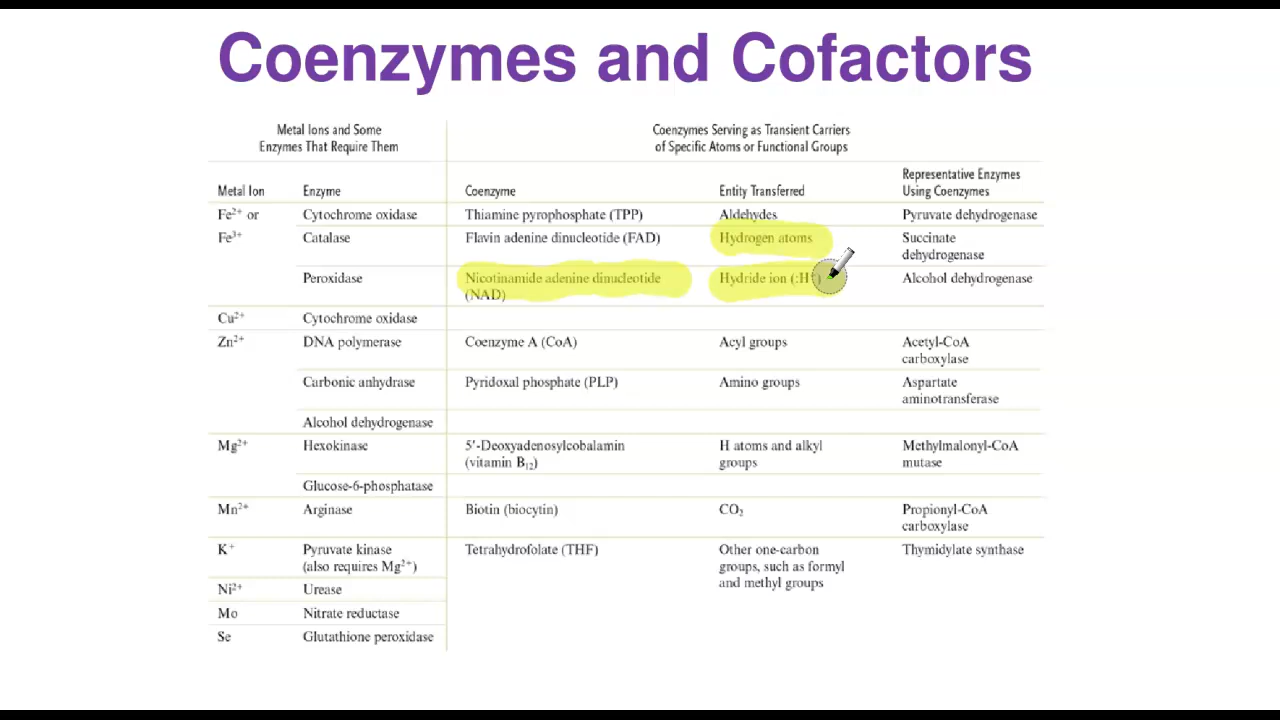 Coenzymes and Cofactors
Metal Ions and Some
Enzymes That Require Them
Coenzymes Serving as Transient Carriers
of Specific Atoms or Functional Groups
Metal Ion Enzyme Coenzyme Entity Transferred Representative Enzymes
Using Coenzymes
Fe²⁺ or Cytochrome oxidase Thiamine pyrophosphate (TPP) Aldehydes Pyruvate dehydrogenase
Fe³⁺ Catalase Flavin adenine dinucleotide (FAD) Hydrogen atoms Succinate
dehydrogenase
Peroxidase Nicotinamide adenine dinucleotide Hydride ion (:H⁻) Alcohol dehydrogenase
(NAD)
Cu²⁺ Cytochrome oxidase
Zn²⁺ DNA polymerase Coenzyme A (CoA) Acyl groups Acetyl-CoA
carboxylase
Carbonic anhydrase Pyridoxal phosphate (PLP) Amino groups Aspartate
aminotransferase
Alcohol dehydrogenase
Mg²⁺ Hexokinase 5′-Deoxyadenosylcobalamin H atoms and alkyl Methylmalonyl-CoA
(vitamin B₁₂) groups mutase
Glucose-6-phosphatase
Mn²⁺ Arginase Biotin (biocytin) CO₂ Propionyl-CoA
carboxylase
K⁺ Pyruvate kinase Tetrahydrofolate (THF) Other one-carbon Thymidylate synthase
(also requires Mg²⁺) groups, such as formyl
and methyl groups
Ni²⁺ Urease
Mo Nitrate reductase
Se Glutathione peroxidase